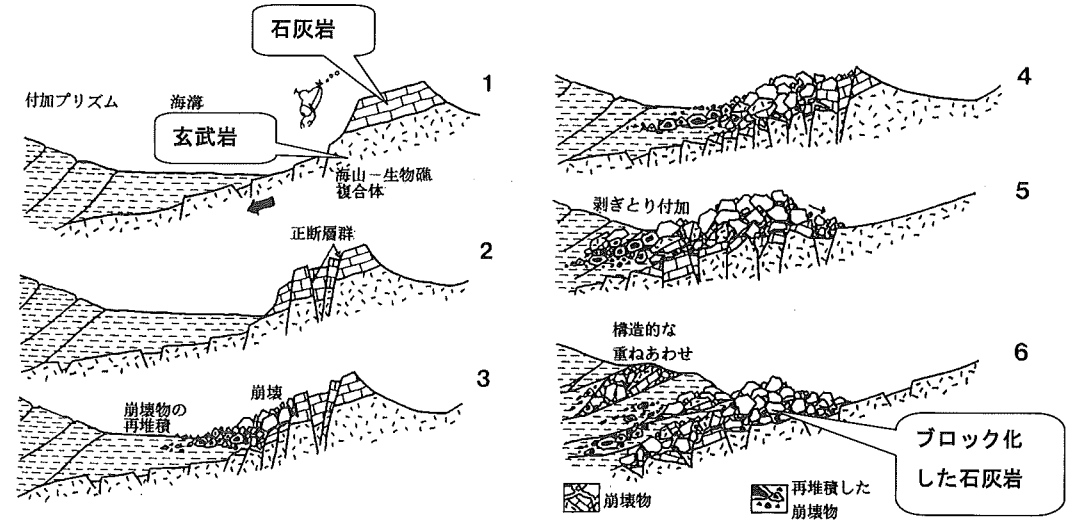 石灰岩
1
付加プリズム
海溝
玄武岩
海山－生物礁
複合体
正断層群
2
3
崩壊
崩壊物の
再堆積
4
5
剥ぎとり付加
構造的な
重ねあわせ
6
ブロック化
した石灰岩
崩壊物
再堆積した
崩壊物